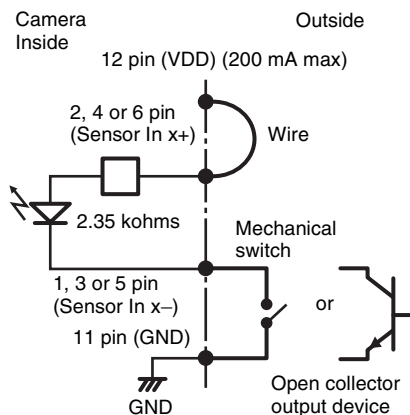 Camera
Inside
Outside
12 pin (VDD) (200 mA max)
2, 4 or 6 pin
(Sensor In x+)
Wire
2.35 kohms
Mechanical
switch
1, 3 or 5 pin
(Sensor In x–)
or
11 pin (GND)
GND
Open collector
output device